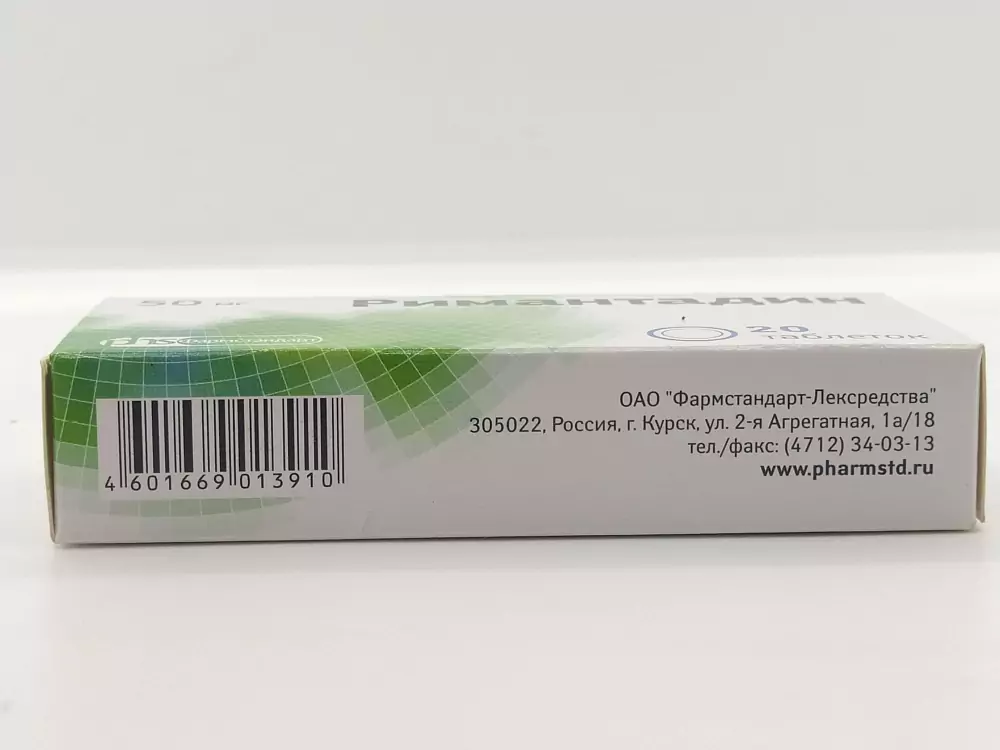 50 мг
Римантадин
фармстандарт
20
таблеток
ОАО "Фармстандарт-Лексредства"
305022, Россия, г. Курск, ул. 2-я Агрегатная, 1а/18
тел./факс: (4712) 34-03-13
www.pharmstd.ru
4 601669 013910